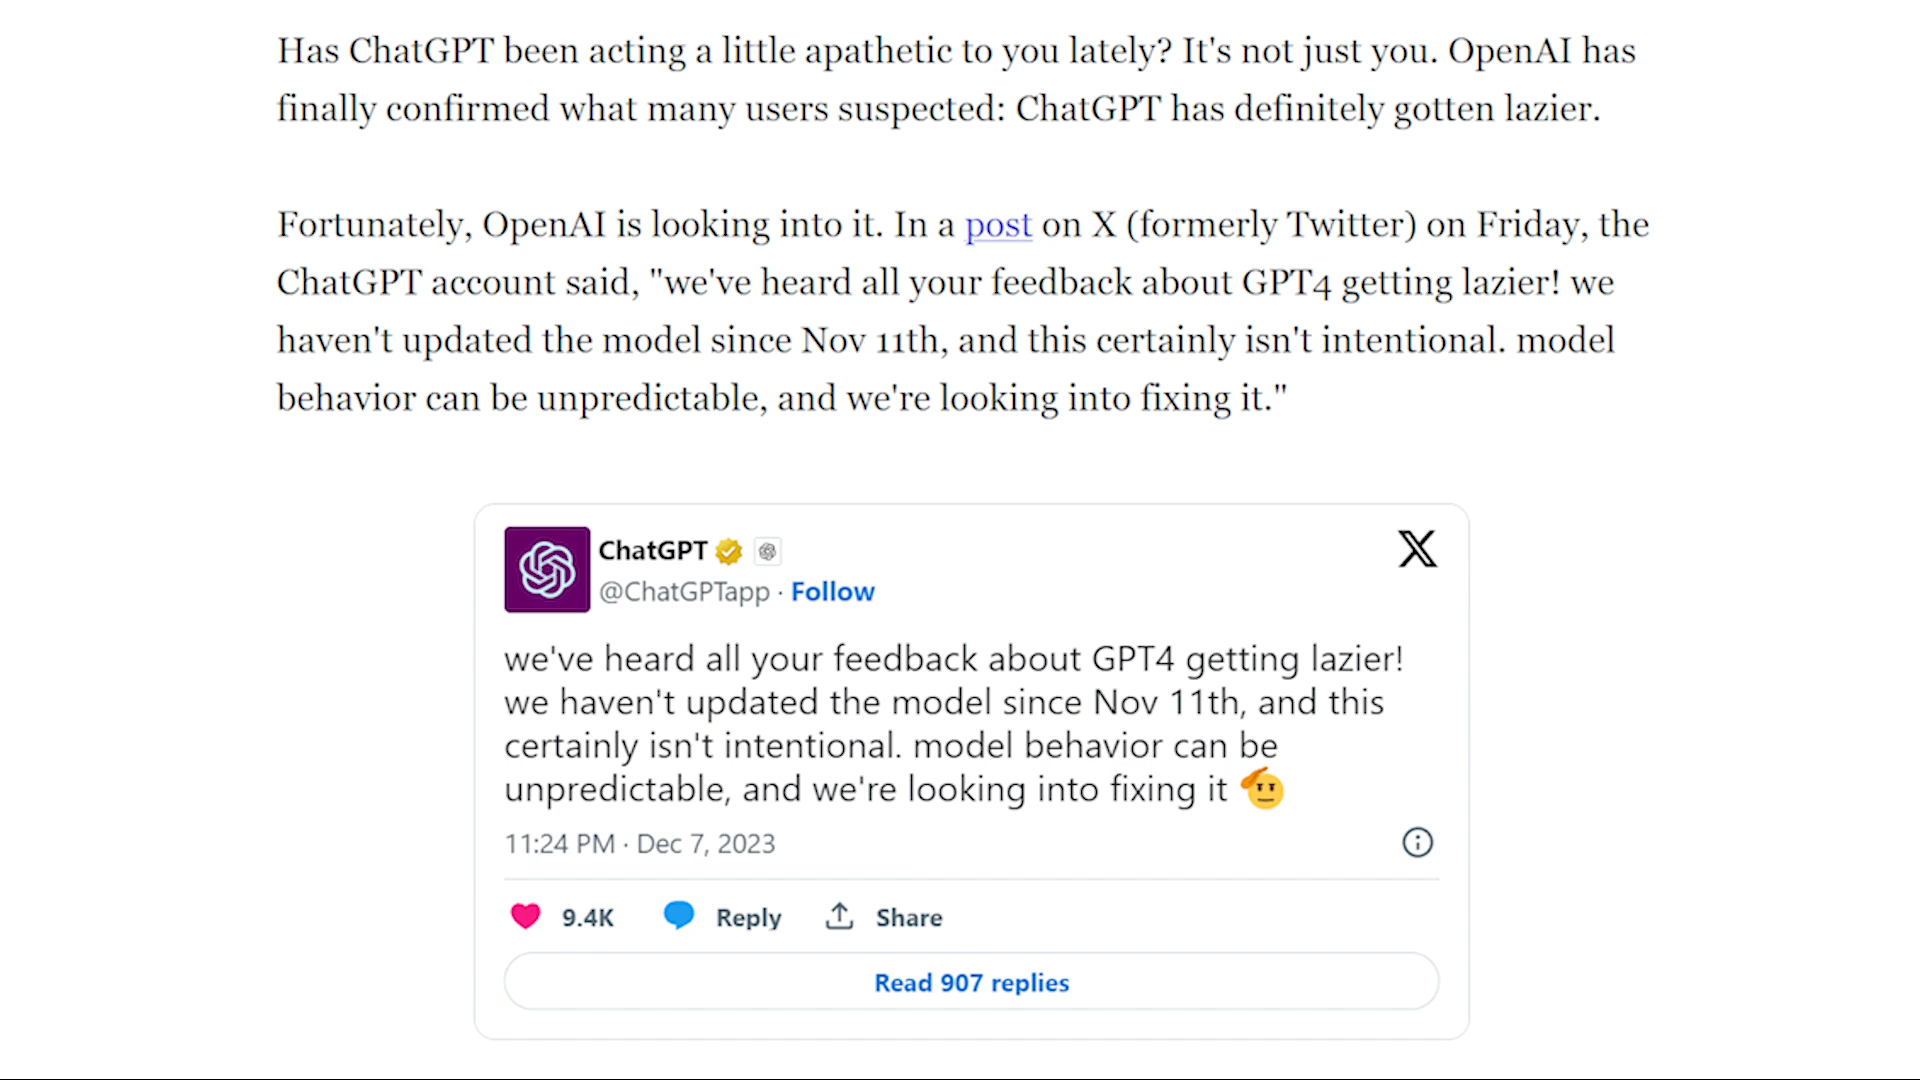 Has ChatGPT been acting a little apathetic to you lately? It's not just you. OpenAI has
finally confirmed what many users suspected: ChatGPT has definitely gotten lazier.
Fortunately, OpenAI is looking into it. In a post on X (formerly Twitter) on Friday, the
ChatGPT account said, "we've heard all your feedback about GPT4 getting lazier! we
haven't updated the model since Nov 11th, and this certainly isn't intentional. model
behavior can be unpredictable, and we're looking into fixing it."
ChatGPT
@ChatGPTapp · Follow
we've heard all your feedback about GPT4 getting lazier!
we haven't updated the model since Nov 11th, and this
certainly isn't intentional. model behavior can be
unpredictable, and we're looking into fixing it 🫡
11:24 PM · Dec 7, 2023
9.4K Reply Share
Read 907 replies